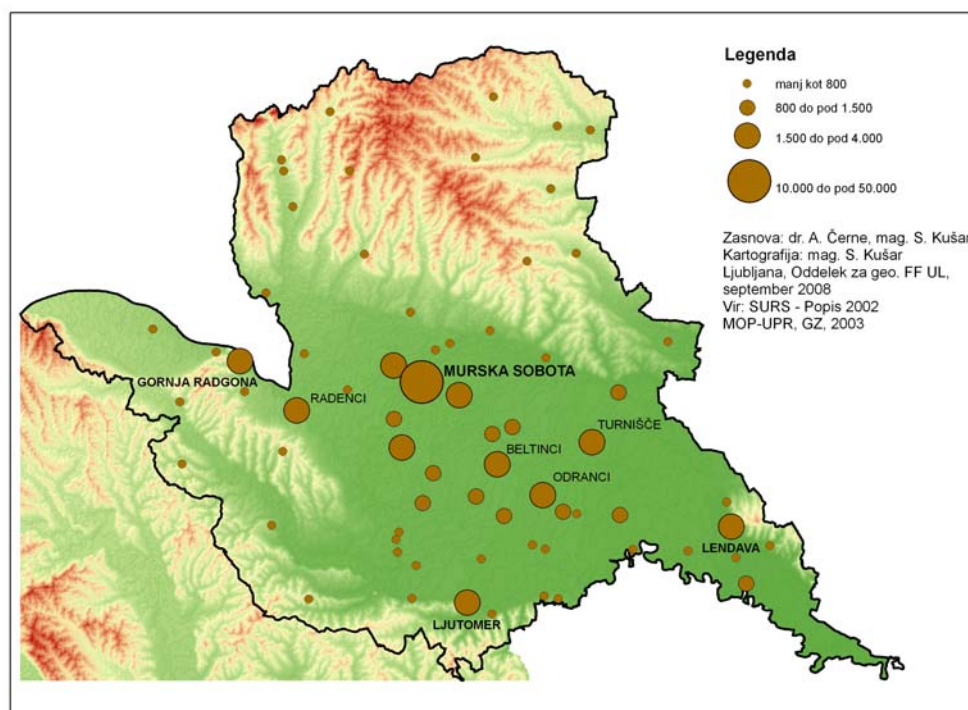 Legenda
manj kot 800
800 do pod 1.500
1.500 do pod 4.000
10.000 do pod 50.000
Zasnova: dr. A. Černe, mag. S. Kušar
Kartografija: mag. S. Kušar
Ljubljana, Oddelek za geo. FF UL,
september 2008
Vir: SURS - Popis 2002
MOP-UPR, GZ, 2003
MURSKA SOBOTA
GORNJA RADGONA
RADENCI
TURNIŠČE
BELTINCI
ODRANCI
LENDAVA
LJUTOMER